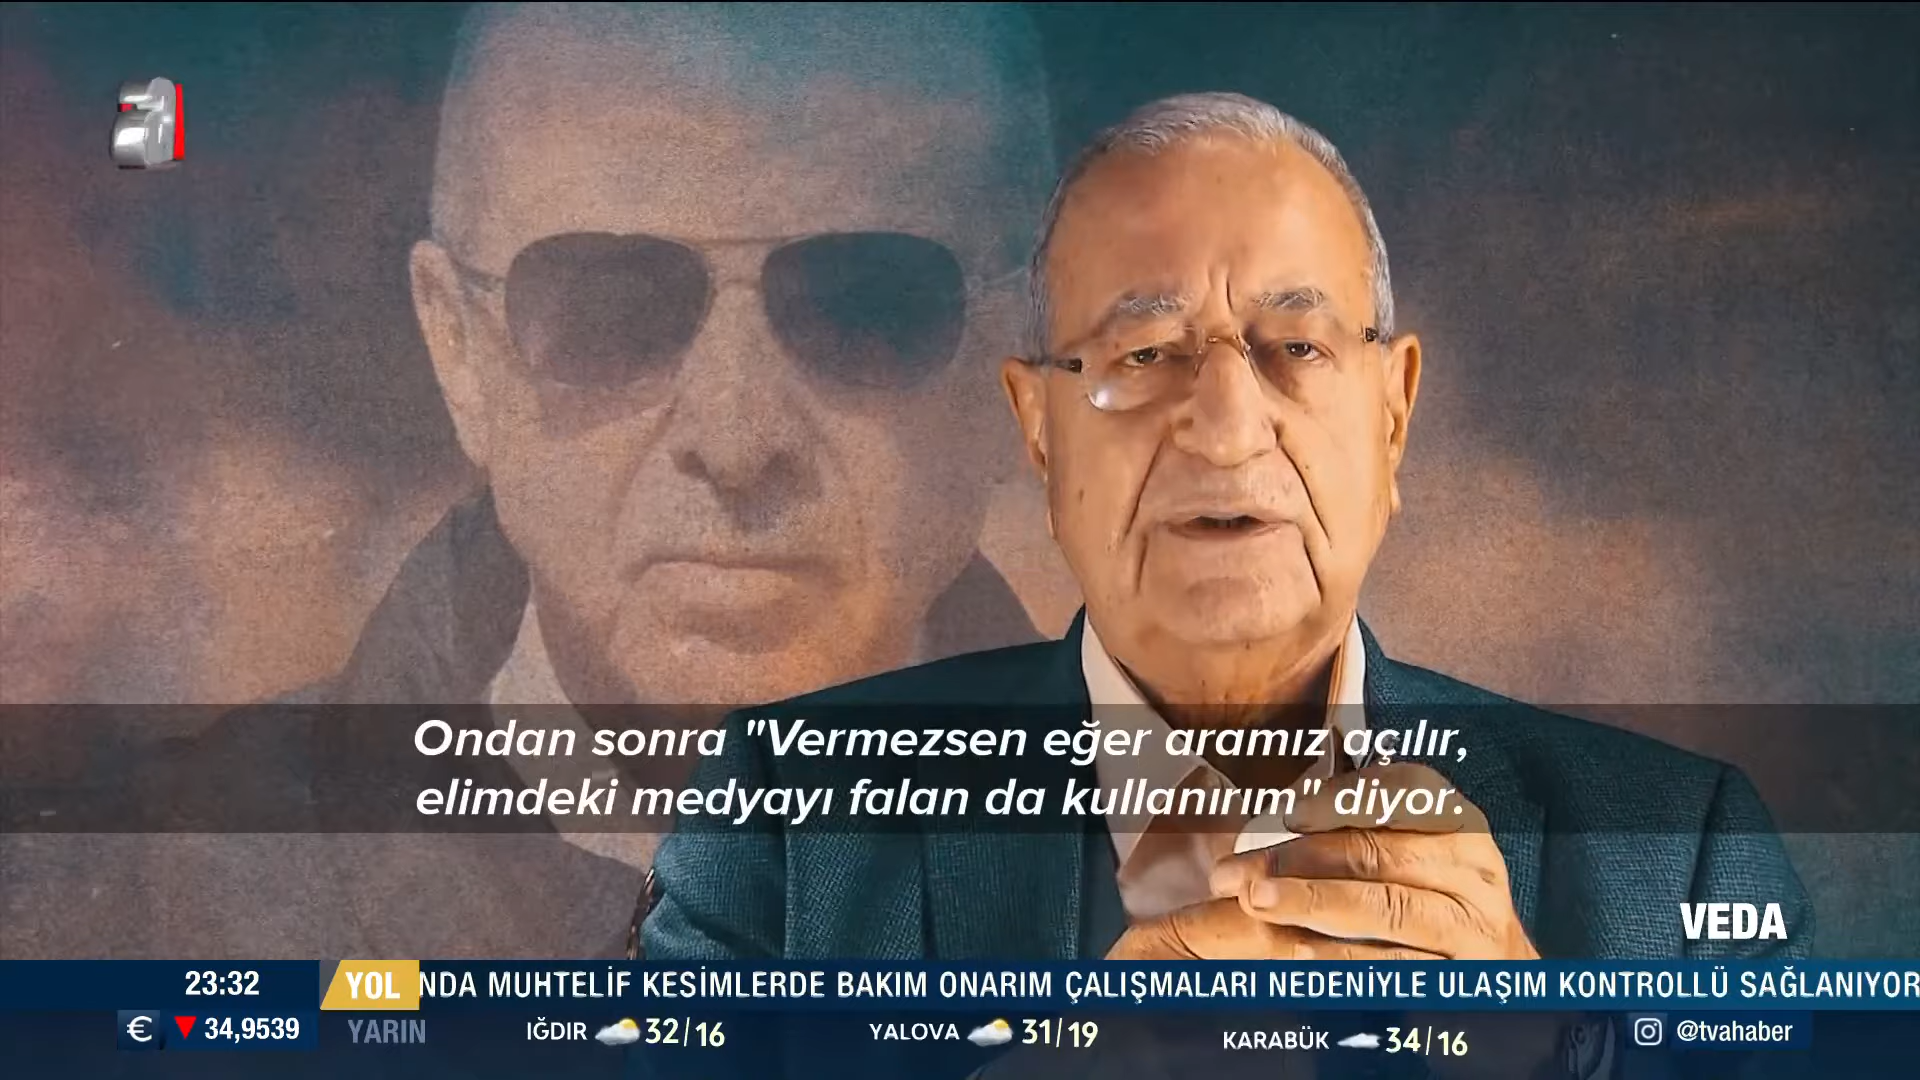 a
Ondan sonra "Vermezsen eğer aramız açılır,
elimdeki medyayı falan da kullanırım" diyor.
VEDA
23:32
YOL
NDA MUHTELİF KESİMLERDE BAKIM ONARIM ÇALIŞMALARI NEDENİYLE ULAŞIM KONTROLLÜ SAĞLANIYOR
€ ▼ 34,9539
YARIN
IĞDIR 32/16
YALOVA 31/19
KARABÜK 34/16
@tvahaber